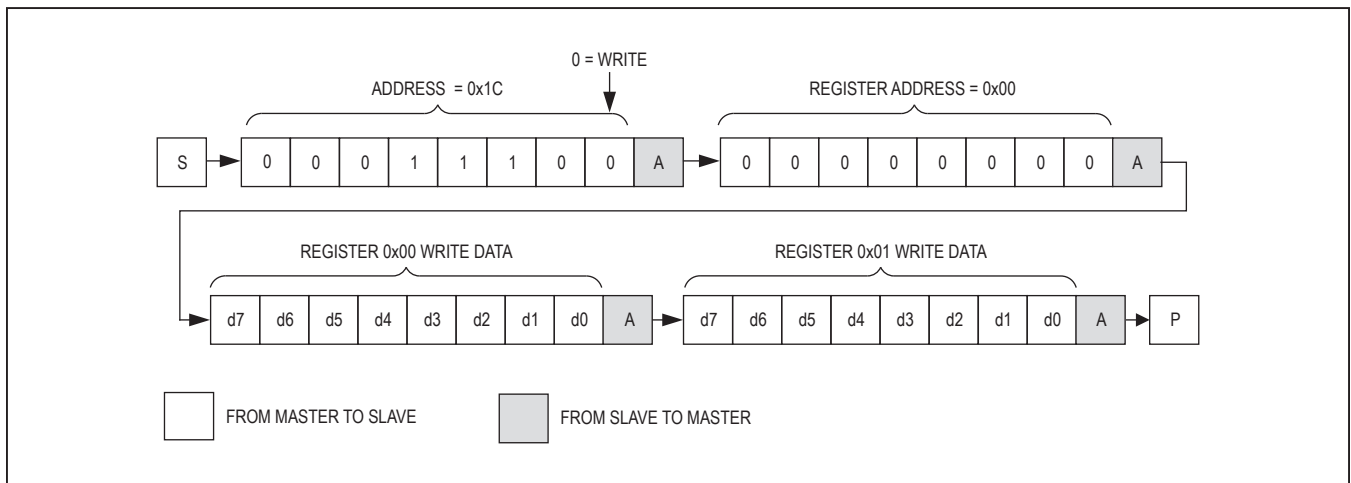 0 = WRITE
ADDRESS = 0x1C
REGISTER ADDRESS = 0x00
S 0 0 0 1 1 1 0 0 A 0 0 0 0 0 0 0 0 A
REGISTER 0x00 WRITE DATA
REGISTER 0x01 WRITE DATA
d7 d6 d5 d4 d3 d2 d1 d0 A d7 d6 d5 d4 d3 d2 d1 d0 A P
FROM MASTER TO SLAVE
FROM SLAVE TO MASTER